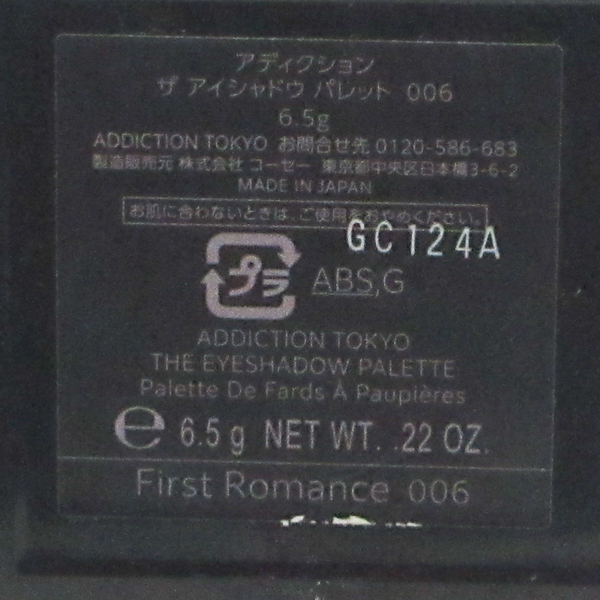 アディクション
ザ アイシャドウ パレット 006
6.5g
ADDICTION TOKYO お問合せ先 0120-586-683
製造販売元 株式会社 コーセー 東京都中央区日本橋3-6-2
MADE IN JAPAN
お肌に合わないときは、ご使用をおやめください。
GC124A
プラ ABS,G
ADDICTION TOKYO
THE EYESHADOW PALETTE
Palette De Fards À Paupières
℮ 6.5 g NET WT. .22 OZ.
First Romance 006